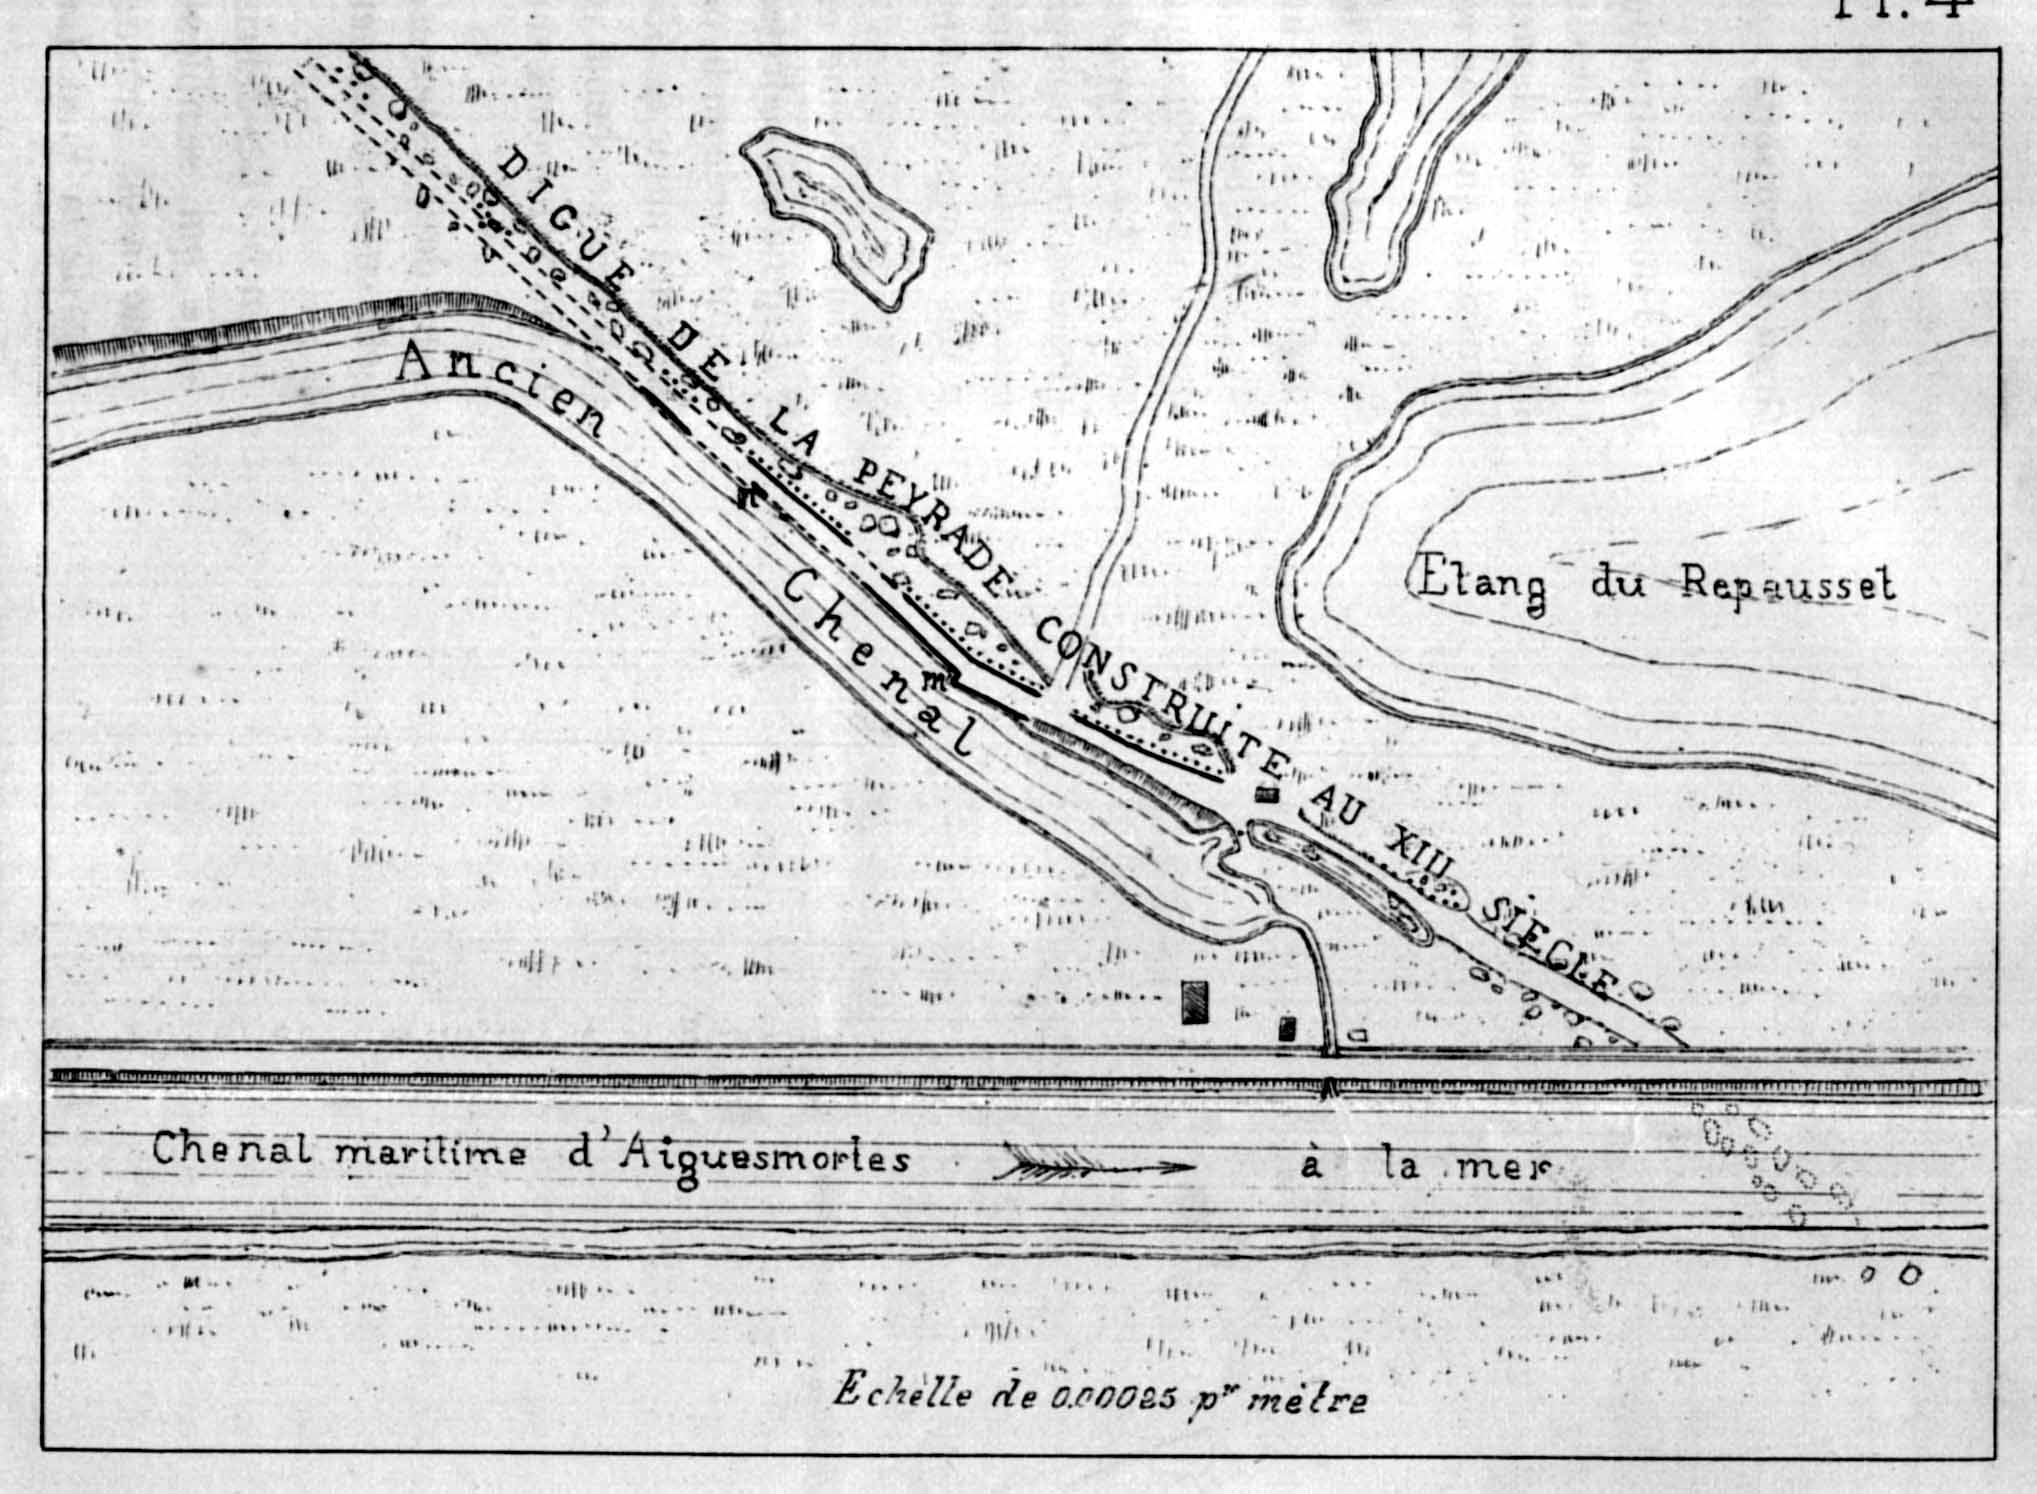 Pl. 4
DIGUE DE LA PEYRADE CONSTRUITE AU XIII SIÈCLE
Ancien Chenal
m
Etang du Repausset
Chenal maritime d'Aiguesmortes à la mer
Echelle de 0.00025 pr mètre